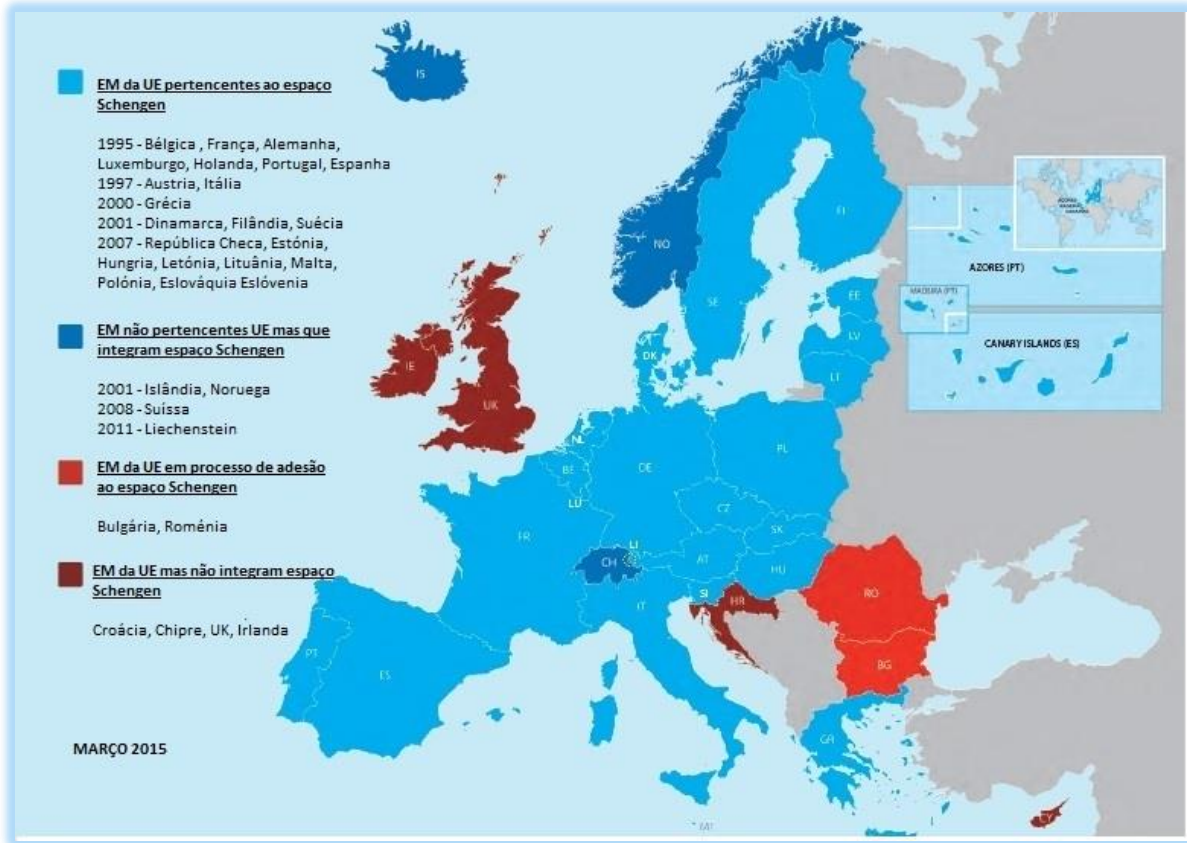 EM da UE pertencentes ao espaço
Schengen
1995 - Bélgica , França, Alemanha,
Luxemburgo, Holanda, Portugal, Espanha
1997 - Austria, Itália
2000 - Grécia
2001 - Dinamarca, Filândia, Suécia
2007 - República Checa, Estónia,
Hungria, Letónia, Lituânia, Malta,
Polónia, Eslováquia Eslóvenia
EM não pertencentes UE mas que
integram espaço Schengen
2001 - Islândia, Noruega
2008 - Suíssa
2011 - Liechenstein
EM da UE em processo de adesão
ao espaço Schengen
Bulgária, Roménia
EM da UE mas não integram espaço
Schengen
Croácia, Chipre, UK, Irlanda
MARÇO 2015
IS
NO
SE
FI
EE
LV
LT
DK
IE
UK
NL
BE
LU
DE
PL
CZ
SK
FR
CH
LI
AT
HU
SI
HR
IT
RO
BG
PT
ES
GR
MT
CY
AZORES (PT)
MADEIRA (PT)
CANARY ISLANDS (ES)